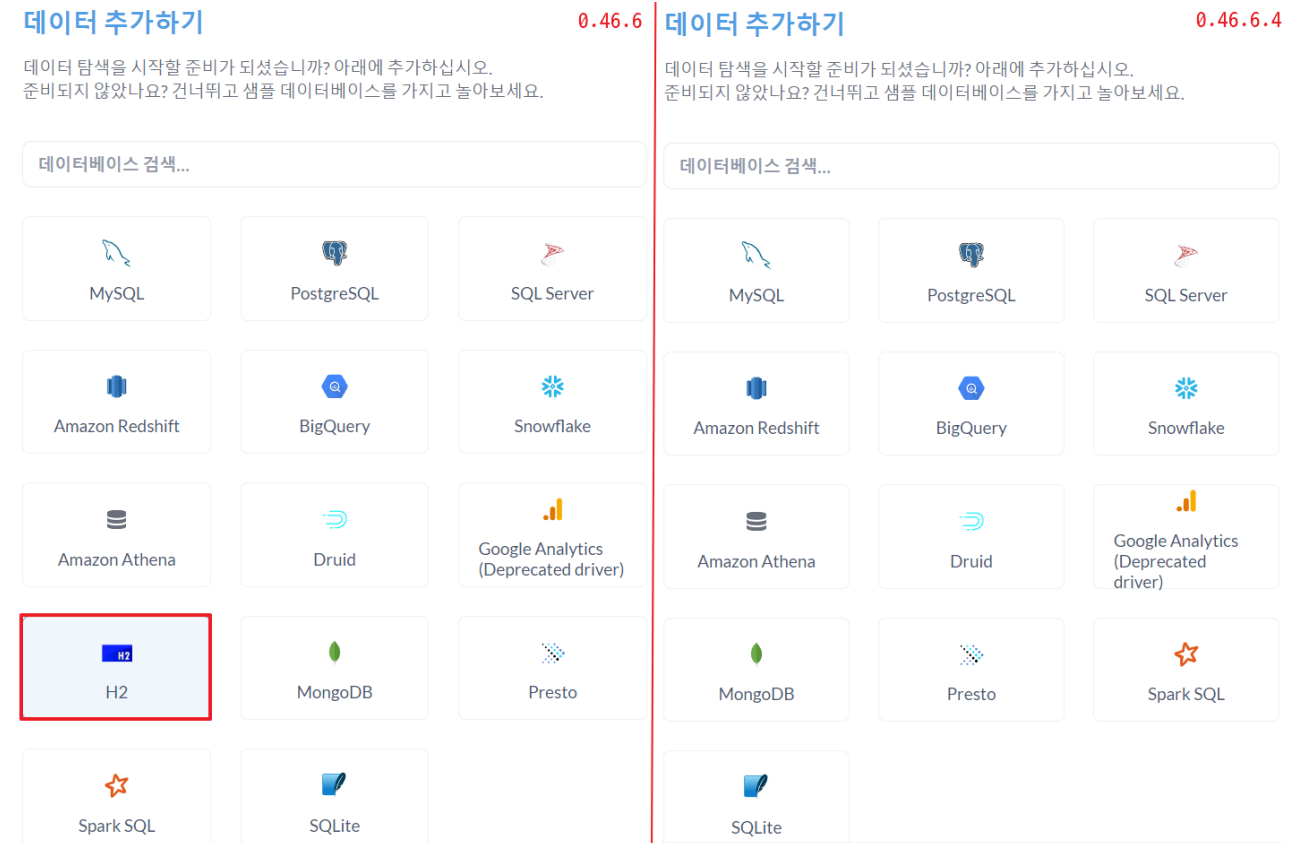 데이터 추가하기
0.46.6
데이터 탐색을 시작할 준비가 되셨습니까? 아래에 추가하십시오.
준비되지 않았나요? 건너뛰고 샘플 데이터베이스를 가지고 놀아보세요.
데이터베이스 검색...
MySQL
PostgreSQL
SQL Server
Amazon Redshift
BigQuery
Snowflake
Amazon Athena
Druid
Google Analytics
(Deprecated driver)
H2
H2
MongoDB
Presto
Spark SQL
SQLite
데이터 추가하기
0.46.6.4
데이터 탐색을 시작할 준비가 되셨습니까? 아래에 추가하십시오.
준비되지 않았나요? 건너뛰고 샘플 데이터베이스를 가지고 놀아보세요.
데이터베이스 검색...
MySQL
PostgreSQL
SQL Server
Amazon Redshift
BigQuery
Snowflake
Amazon Athena
Druid
Google Analytics
(Deprecated
driver)
MongoDB
Presto
Spark SQL
SQLite